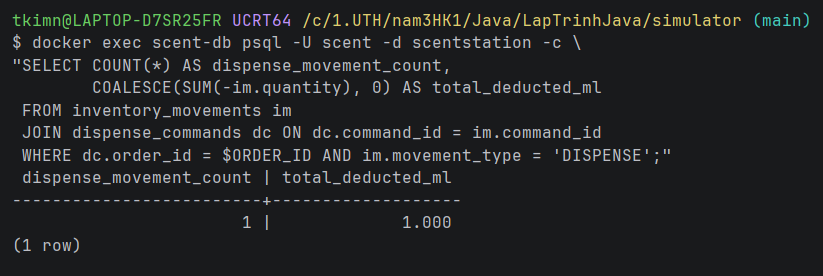 tkimn@LAPTOP-D7SR25FR UCRT64 /c/1.UTH/nam3HK1/Java/LapTrinhJava/simulator (main)
$ docker exec scent-db psql -U scent -d scentstation -c \
"SELECT COUNT(*) AS dispense_movement_count,
        COALESCE(SUM(-im.quantity), 0) AS total_deducted_ml
 FROM inventory_movements im
 JOIN dispense_commands dc ON dc.command_id = im.command_id
 WHERE dc.order_id = $ORDER_ID AND im.movement_type = 'DISPENSE';"
 dispense_movement_count | total_deducted_ml
-------------------------+-------------------
                       1 |             1.000
(1 row)